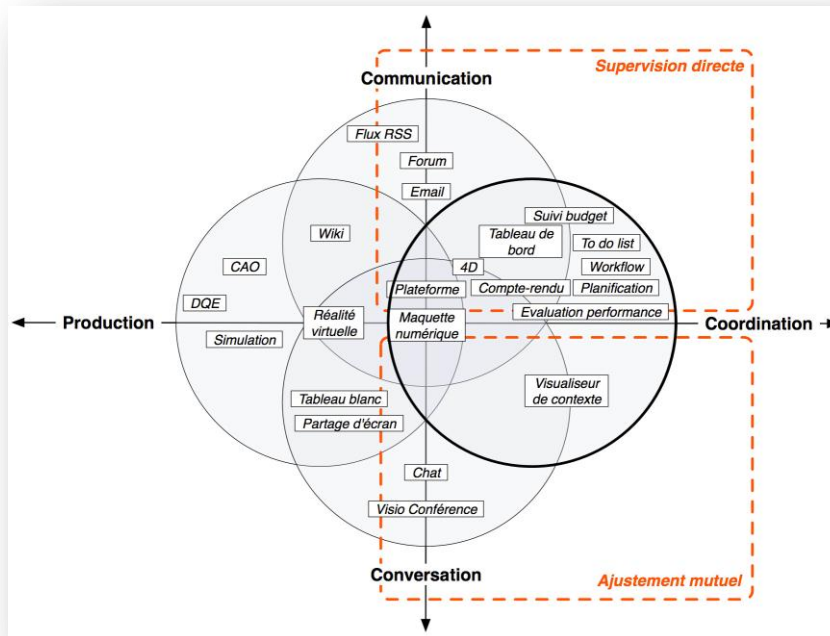 Supervision directe
Communication
Flux RSS
Forum
Email
Suivi budget
Wiki
Tableau de
bord
To do list
CAO
4D
Workflow
Plateforme
Compte-rendu
Planification
DQE
Réalité
virtuelle
Maquette
numérique
Evaluation performance
Production
Coordination
Simulation
Visualiseur
de contexte
Tableau blanc
Partage d'écran
Chat
Visio Conférence
Conversation
Ajustement mutuel